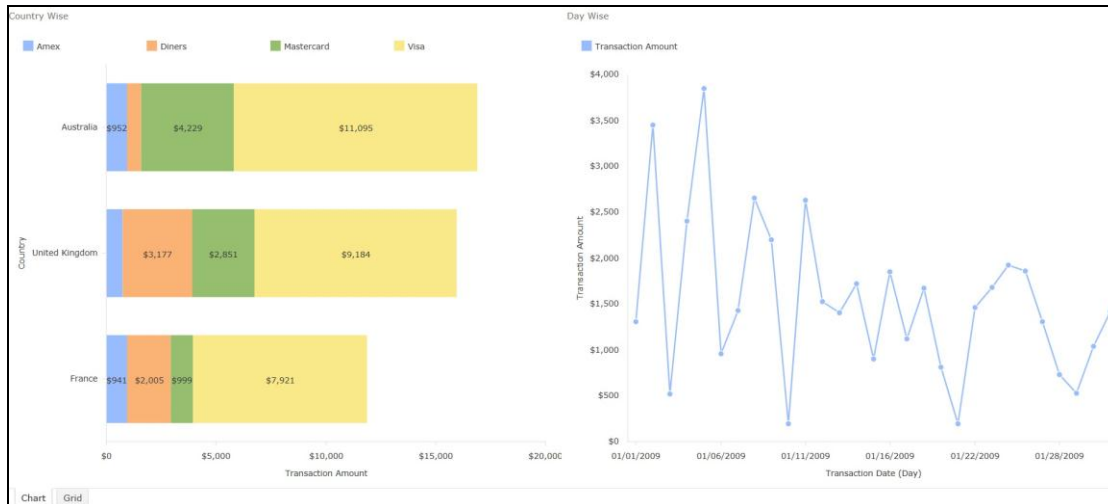 Country Wise
Amex Diners Mastercard Visa
Australia
$952 $4,229 $11,095
United Kingdom
$3,177 $2,851 $9,184
France
$941 $2,005 $999 $7,921
Country
$0 $5,000 $10,000 $15,000 $20,000
Transaction Amount
Day Wise
Transaction Amount
$4,000
$3,500
$3,000
$2,500
$2,000
$1,500
$1,000
$500
$0
Transaction Amount
01/01/2009 01/06/2009 01/11/2009 01/16/2009 01/22/2009 01/28/2009
Transaction Date (Day)
Chart Grid